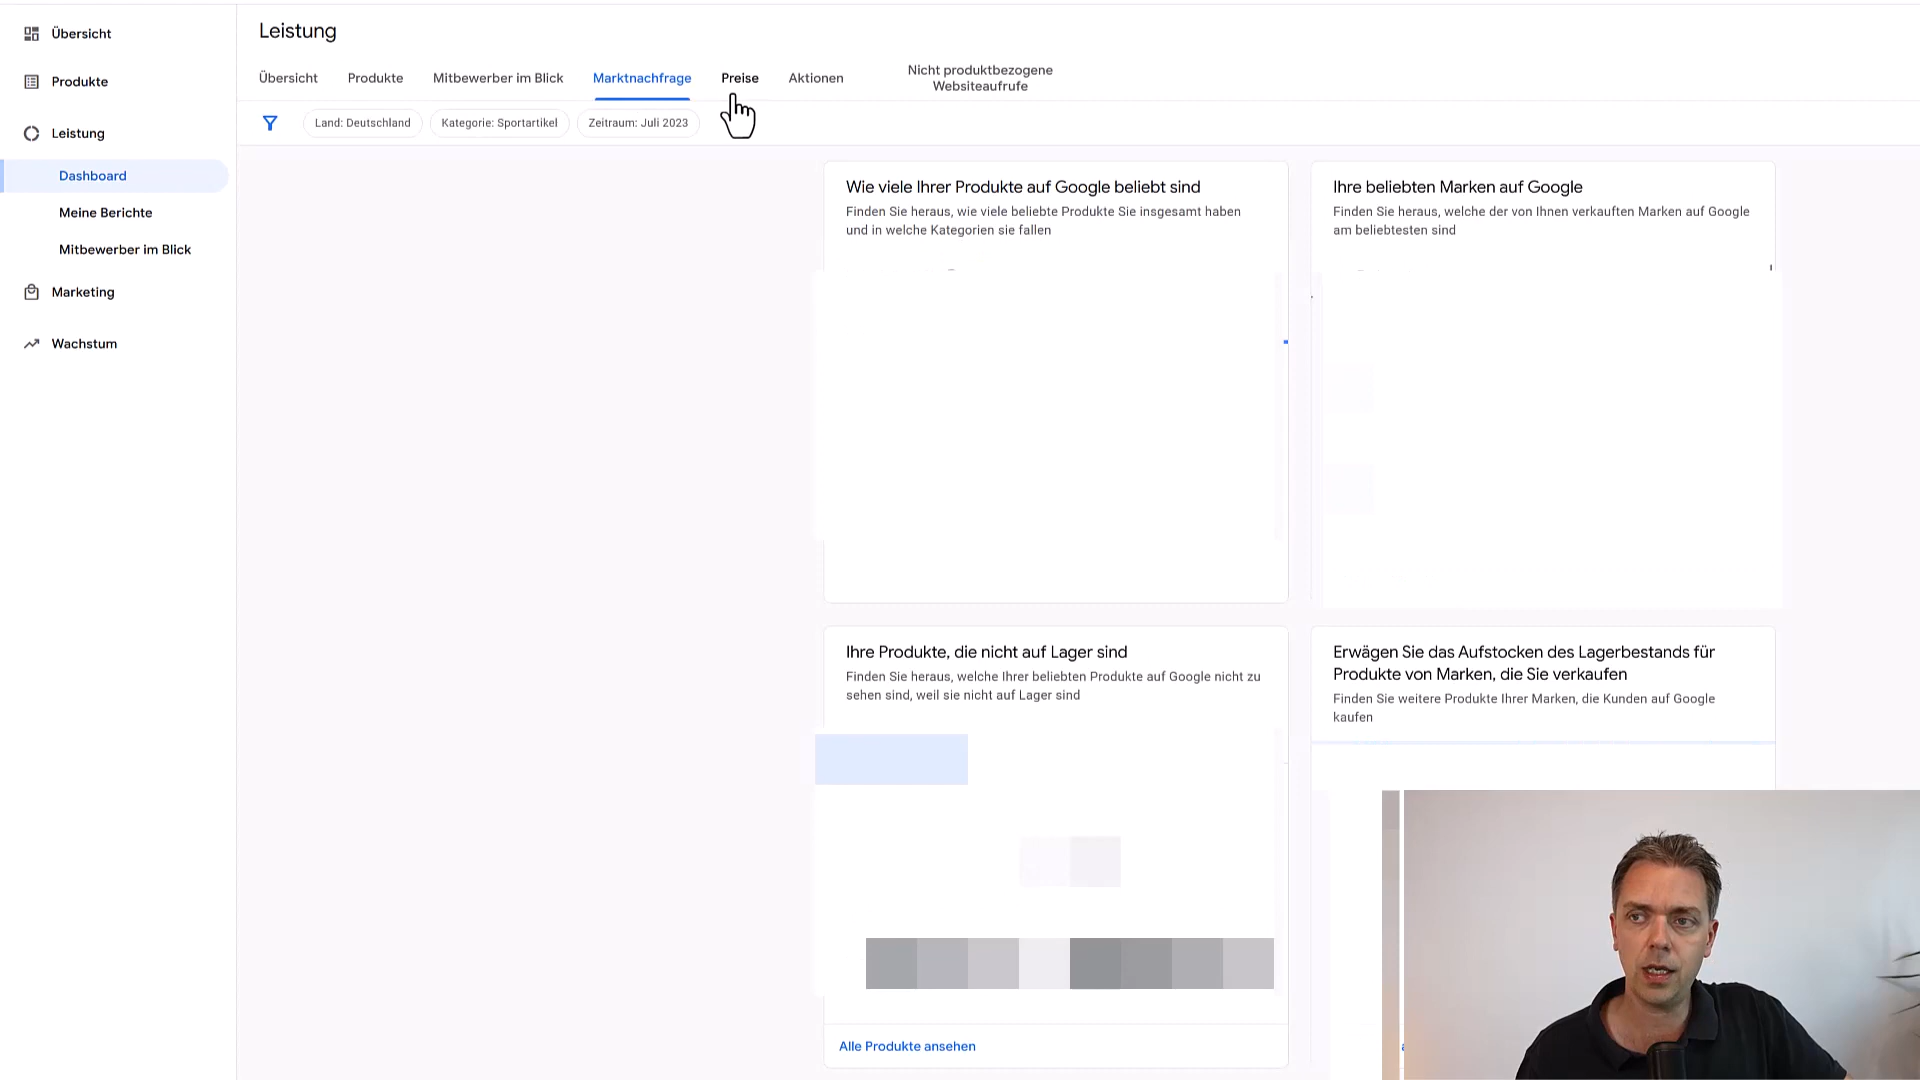 Übersicht
Produkte
Leistung
Dashboard
Meine Berichte
Mitbewerber im Blick
Marketing
Wachstum
Leistung
Übersicht
Produkte
Mitbewerber im Blick
Marktnachfrage
Preise
Aktionen
Nicht produktbezogene
Websiteaufrufe
Land: Deutschland
Kategorie: Sportartikel
Zeitraum: Juli 2023
Wie viele Ihrer Produkte auf Google beliebt sind
Finden Sie heraus, wie viele beliebte Produkte Sie insgesamt haben
und in welche Kategorien sie fallen
Ihre beliebten Marken auf Google
Finden Sie heraus, welche der von Ihnen verkauften Marken auf Google
am beliebtesten sind
Ihre Produkte, die nicht auf Lager sind
Finden Sie heraus, welche Ihrer beliebten Produkte auf Google nicht zu
sehen sind, weil sie nicht auf Lager sind
Alle Produkte ansehen
Erwägen Sie das Aufstocken des Lagerbestands für
Produkte von Marken, die Sie verkaufen
Finden Sie weitere Produkte Ihrer Marken, die Kunden auf Google
kaufen